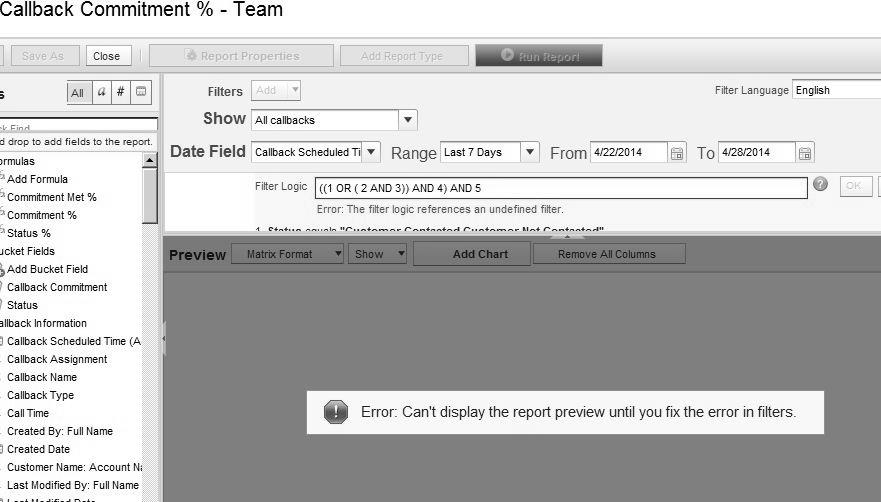 Callback Commitment % - Team
Save As Close Report Properties Add Report Type Run Report
All a #
Filters Add Filter Language English
Show All callbacks
d drop to add fields to the report.
Date Field Callback Scheduled Ti Range Last 7 Days From 4/22/2014 To 4/28/2014
Filter Logic ((1 OR ( 2 AND 3)) AND 4) AND 5 ? OK
Error: The filter logic references an undefined filter.
1. Status equals "Customer Contacted,Customer Not Contacted"
Preview Matrix Format Show Add Chart Remove All Columns
Error: Can't display the report preview until you fix the error in filters.
ormulas
Add Formula
Commitment Met %
Commitment %
Status %
ucket Fields
Add Bucket Field
Callback Commitment
Status
allback Information
Callback Scheduled Time (A
Callback Assignment
Callback Name
Callback Type
Call Time
Created By: Full Name
Created Date
Customer Name: Account Na
Last Modified By: Full Name
Last Modified Date